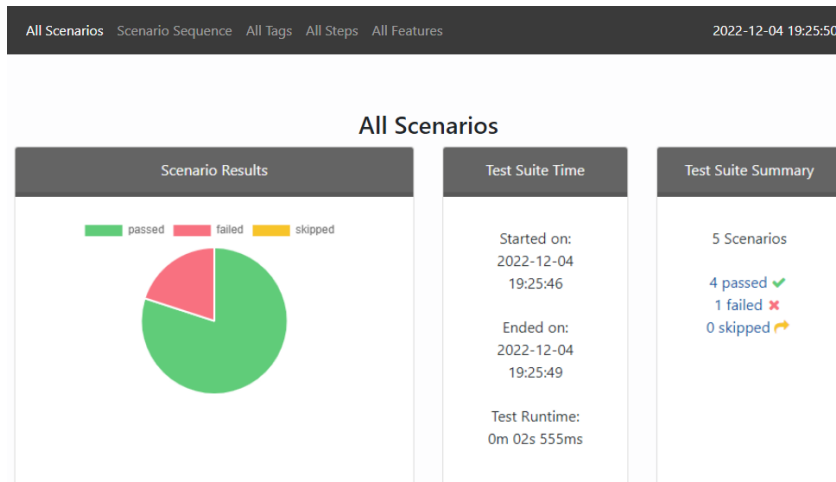 All Scenarios Scenario Sequence All Tags All Steps All Features 2022-12-04 19:25:50
All Scenarios
Scenario Results
passed failed skipped
Test Suite Time
Started on:
2022-12-04
19:25:46
Ended on:
2022-12-04
19:25:49
Test Runtime:
0m 02s 555ms
Test Suite Summary
5 Scenarios
4 passed
1 failed
0 skipped